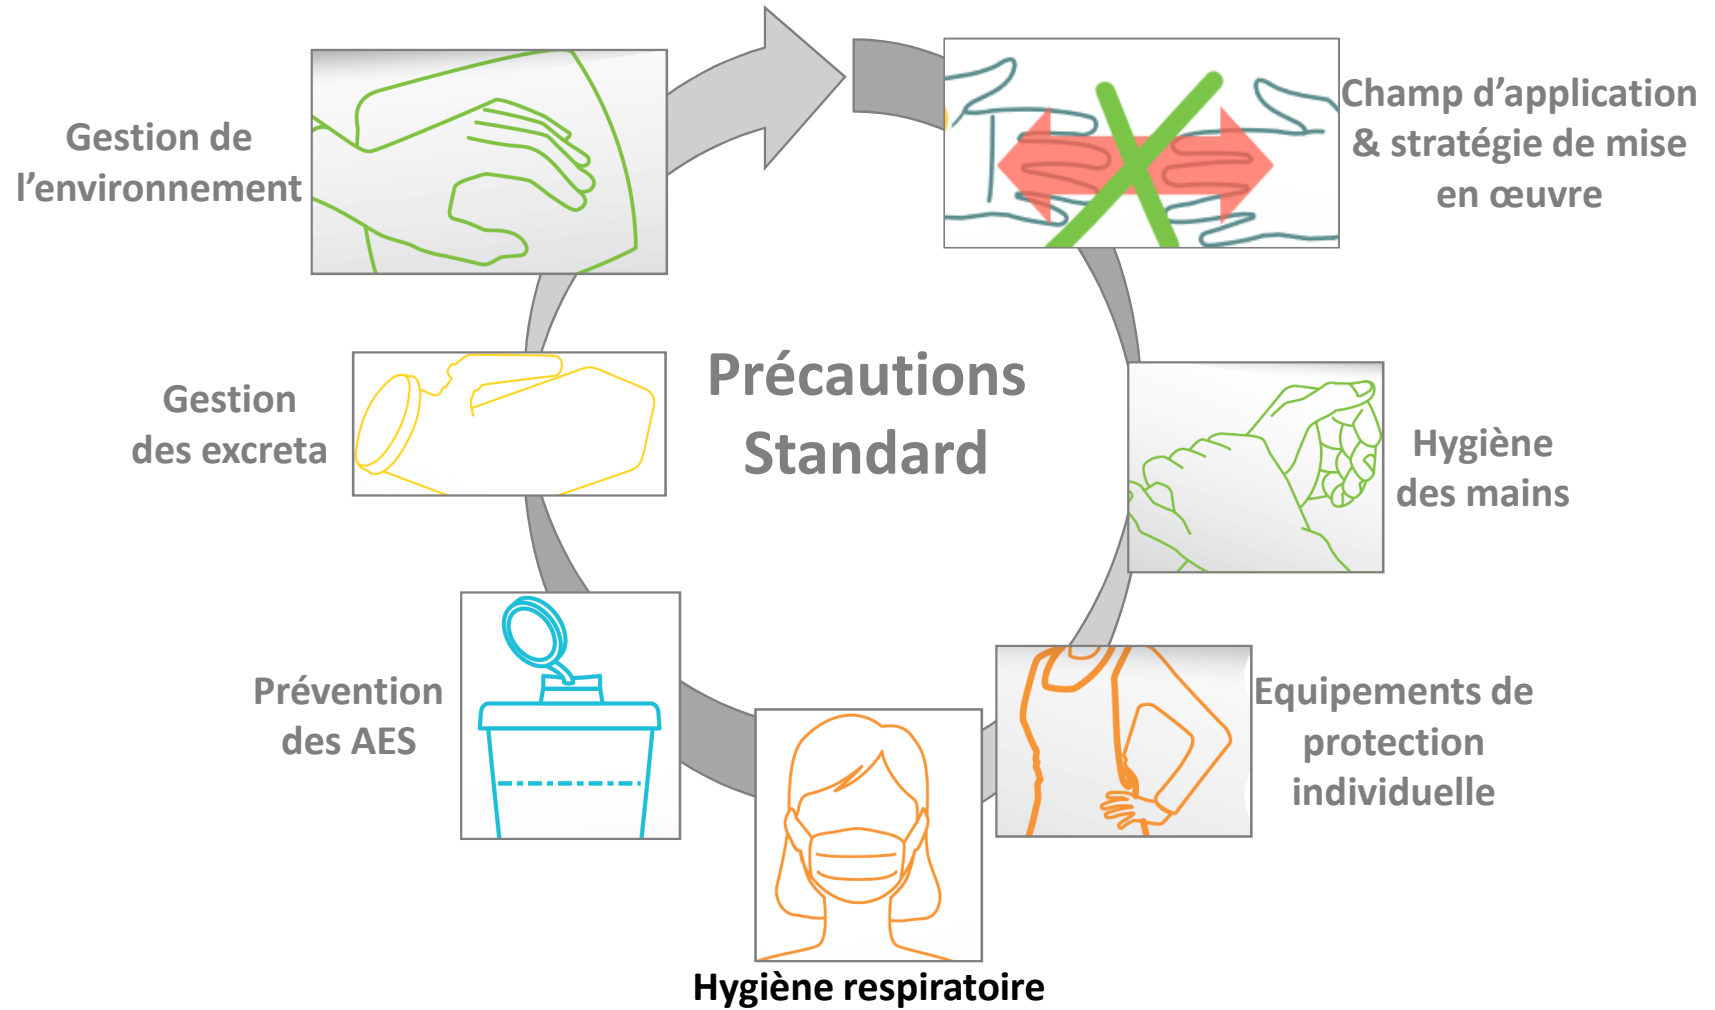 Précautions
Standard
Champ d’application
& stratégie de mise
en œuvre
Hygiène
des mains
Equipements de
protection
individuelle
Hygiène respiratoire
Prévention
des AES
Gestion
des excreta
Gestion de
l’environnement